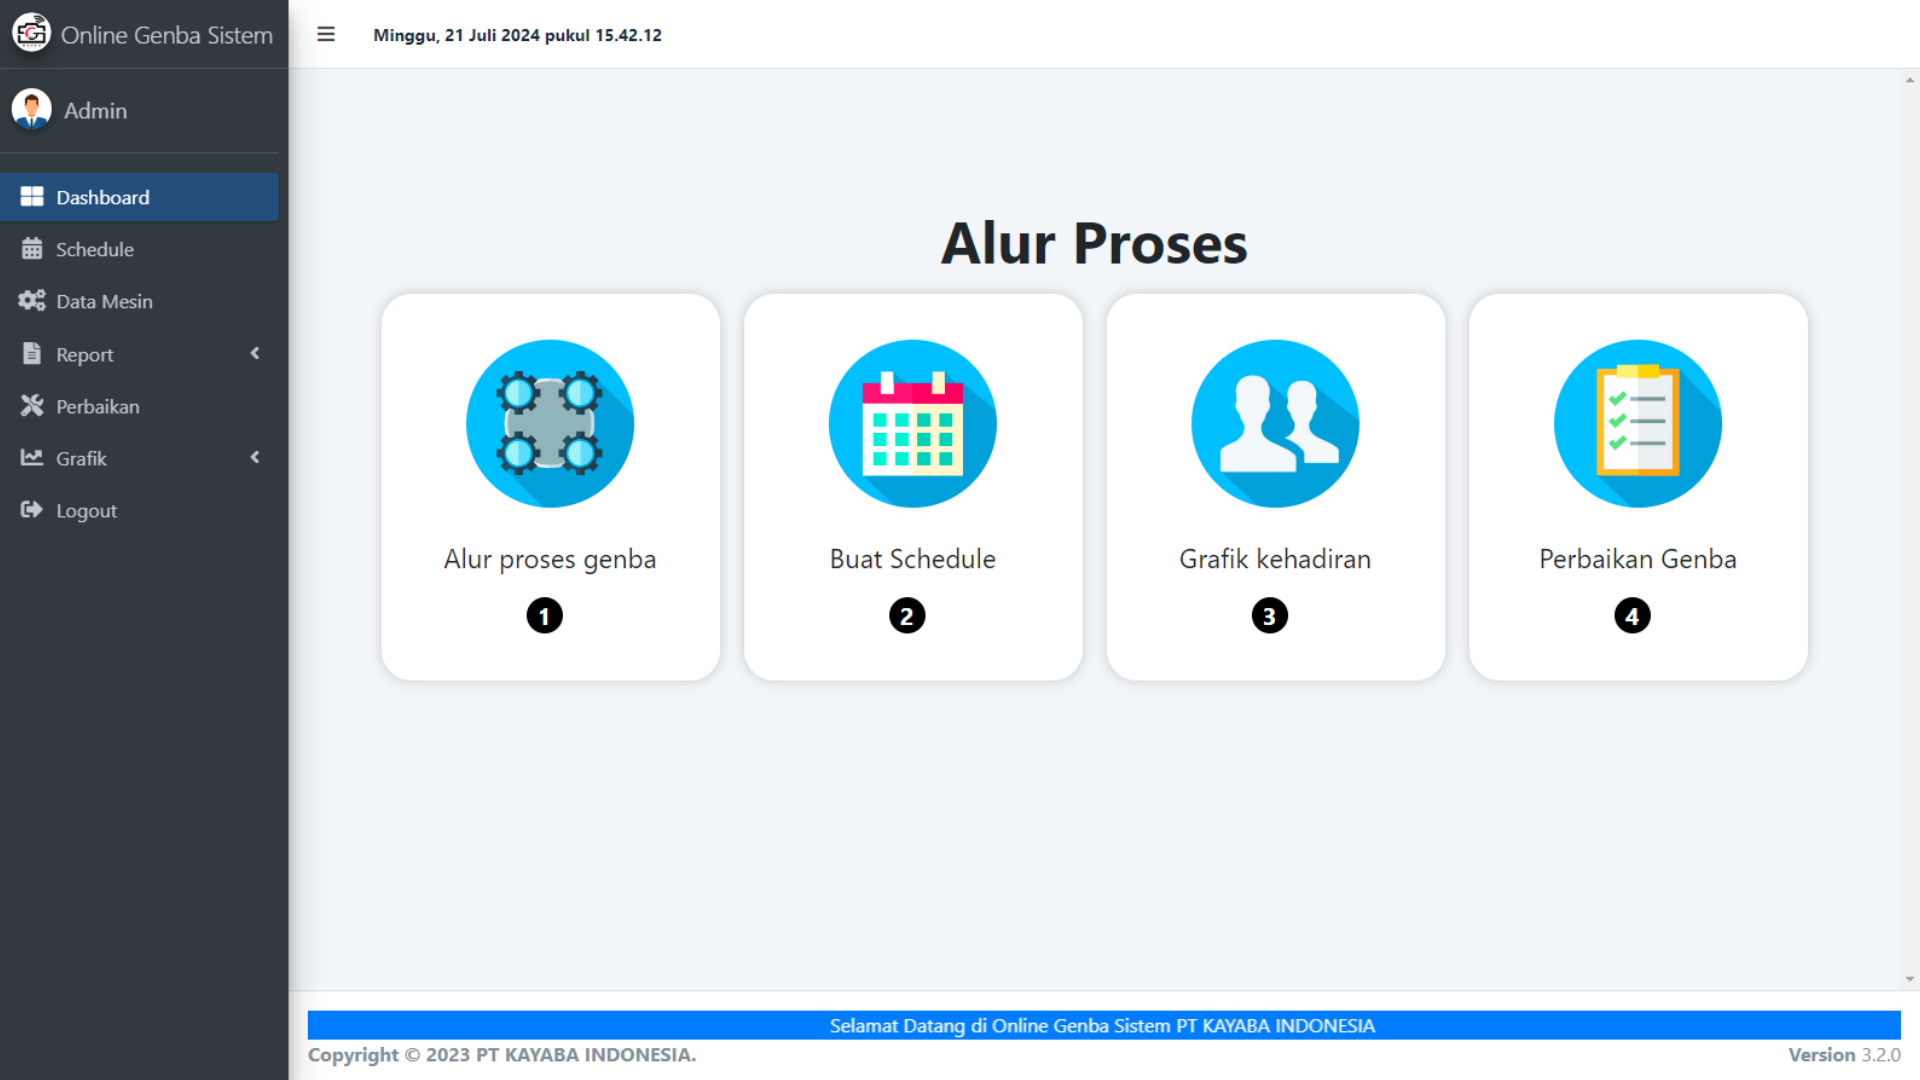 Online Genba Sistem
Minggu, 21 Juli 2024 pukul 15.42.12
Admin
Dashboard
Schedule
Data Mesin
Report
Perbaikan
Grafik
Logout
Alur Proses
Alur proses genba
1
Buat Schedule
2
Grafik kehadiran
3
Perbaikan Genba
4
Selamat Datang di Online Genba Sistem PT KAYABA INDONESIA
Copyright © 2023 PT KAYABA INDONESIA.
Version 3.2.0